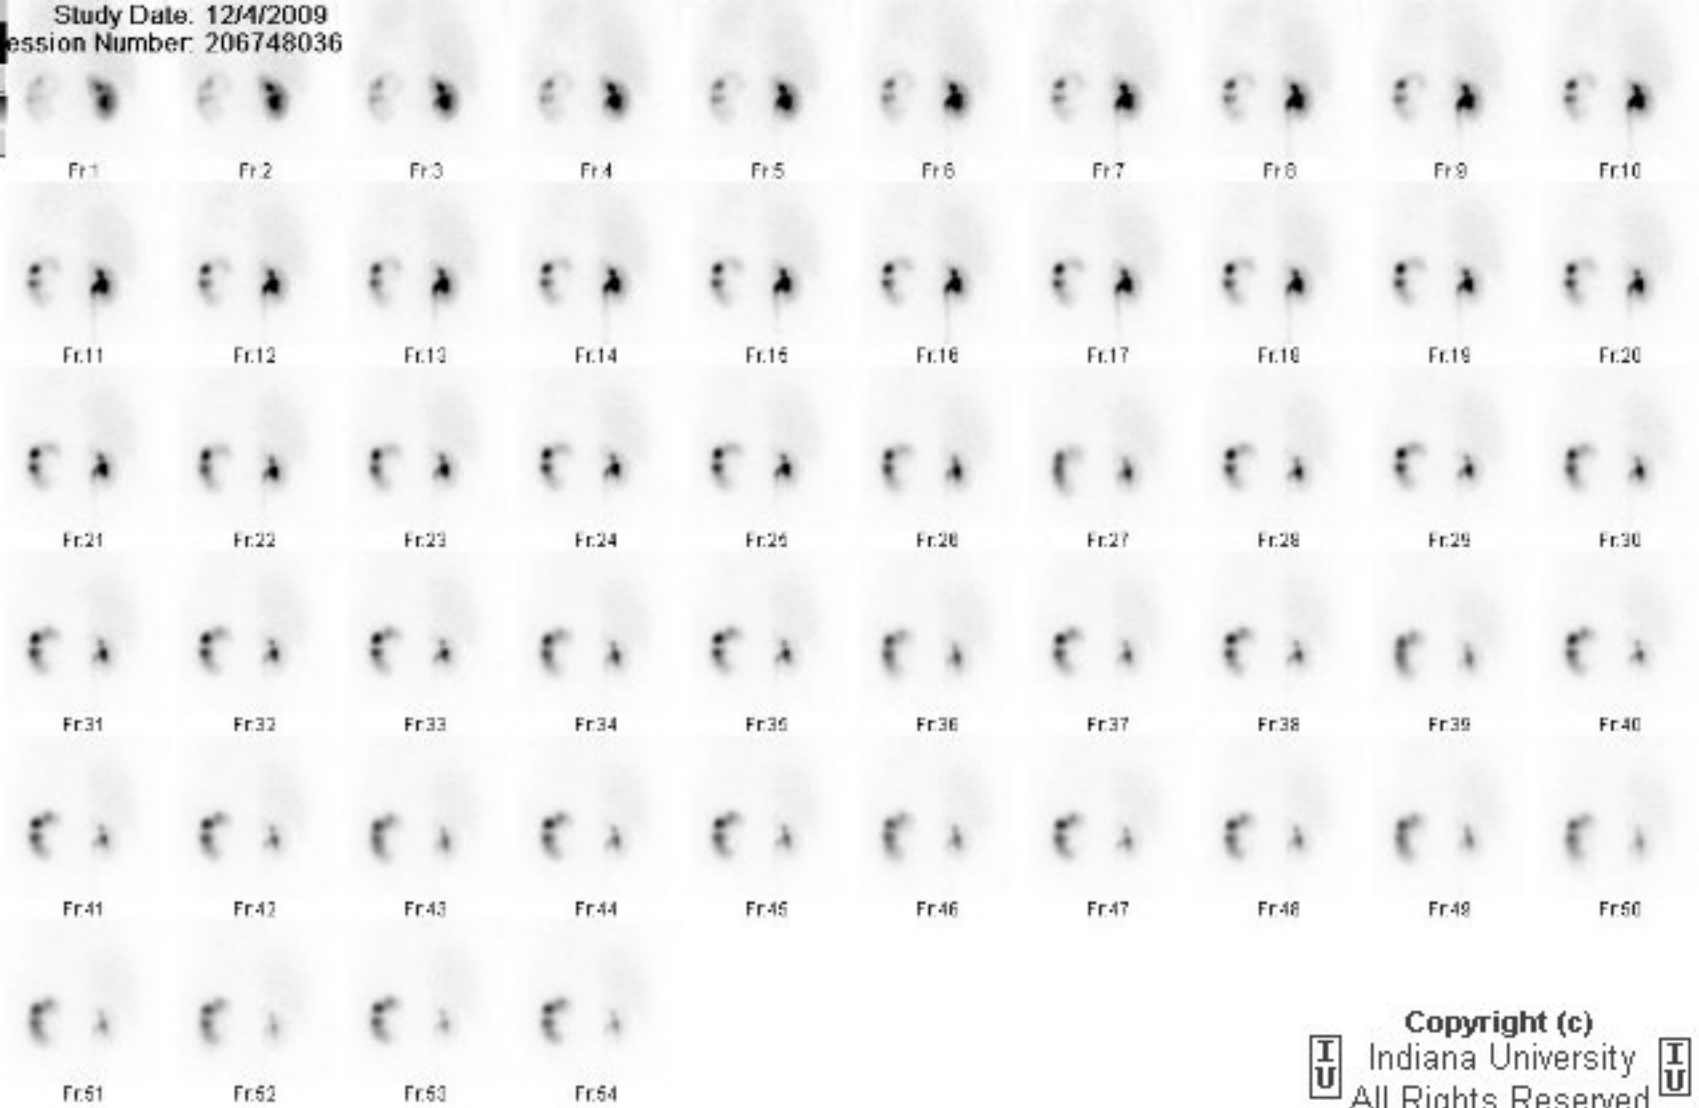 Study Date: 12/4/2009
ession Number: 206748036
Fr:1 Fr:2 Fr:3 Fr:4 Fr:5 Fr:6 Fr:7 Fr:8 Fr:9 Fr:10
Fr:11 Fr:12 Fr:13 Fr:14 Fr:15 Fr:16 Fr:17 Fr:18 Fr:19 Fr:20
Fr:21 Fr:22 Fr:23 Fr:24 Fr:25 Fr:26 Fr:27 Fr:28 Fr:29 Fr:30
Fr:31 Fr:32 Fr:33 Fr:34 Fr:35 Fr:36 Fr:37 Fr:38 Fr:39 Fr:40
Fr:41 Fr:42 Fr:43 Fr:44 Fr:45 Fr:46 Fr:47 Fr:48 Fr:49 Fr:50
Fr:51 Fr:52 Fr:53 Fr:54
Copyright (c)
IU Indiana University IU
All Rights Reserved